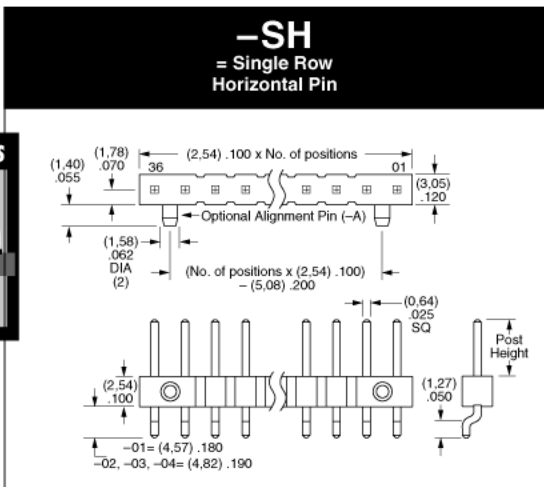 –SH
= Single Row
Horizontal Pin
(2,54) .100 x No. of positions
36
01
(1,78)
.070
(1,40)
.055
(3,05)
.120
Optional Alignment Pin (–A)
(1,58)
.062
DIA
(2)
(No. of positions x (2,54) .100)
– (5,08) .200
(0,64)
.025
SQ
Post
Height
(2,54)
.100
(1,27)
.050
–01= (4,57) .180
–02, –03, –04= (4,82) .190